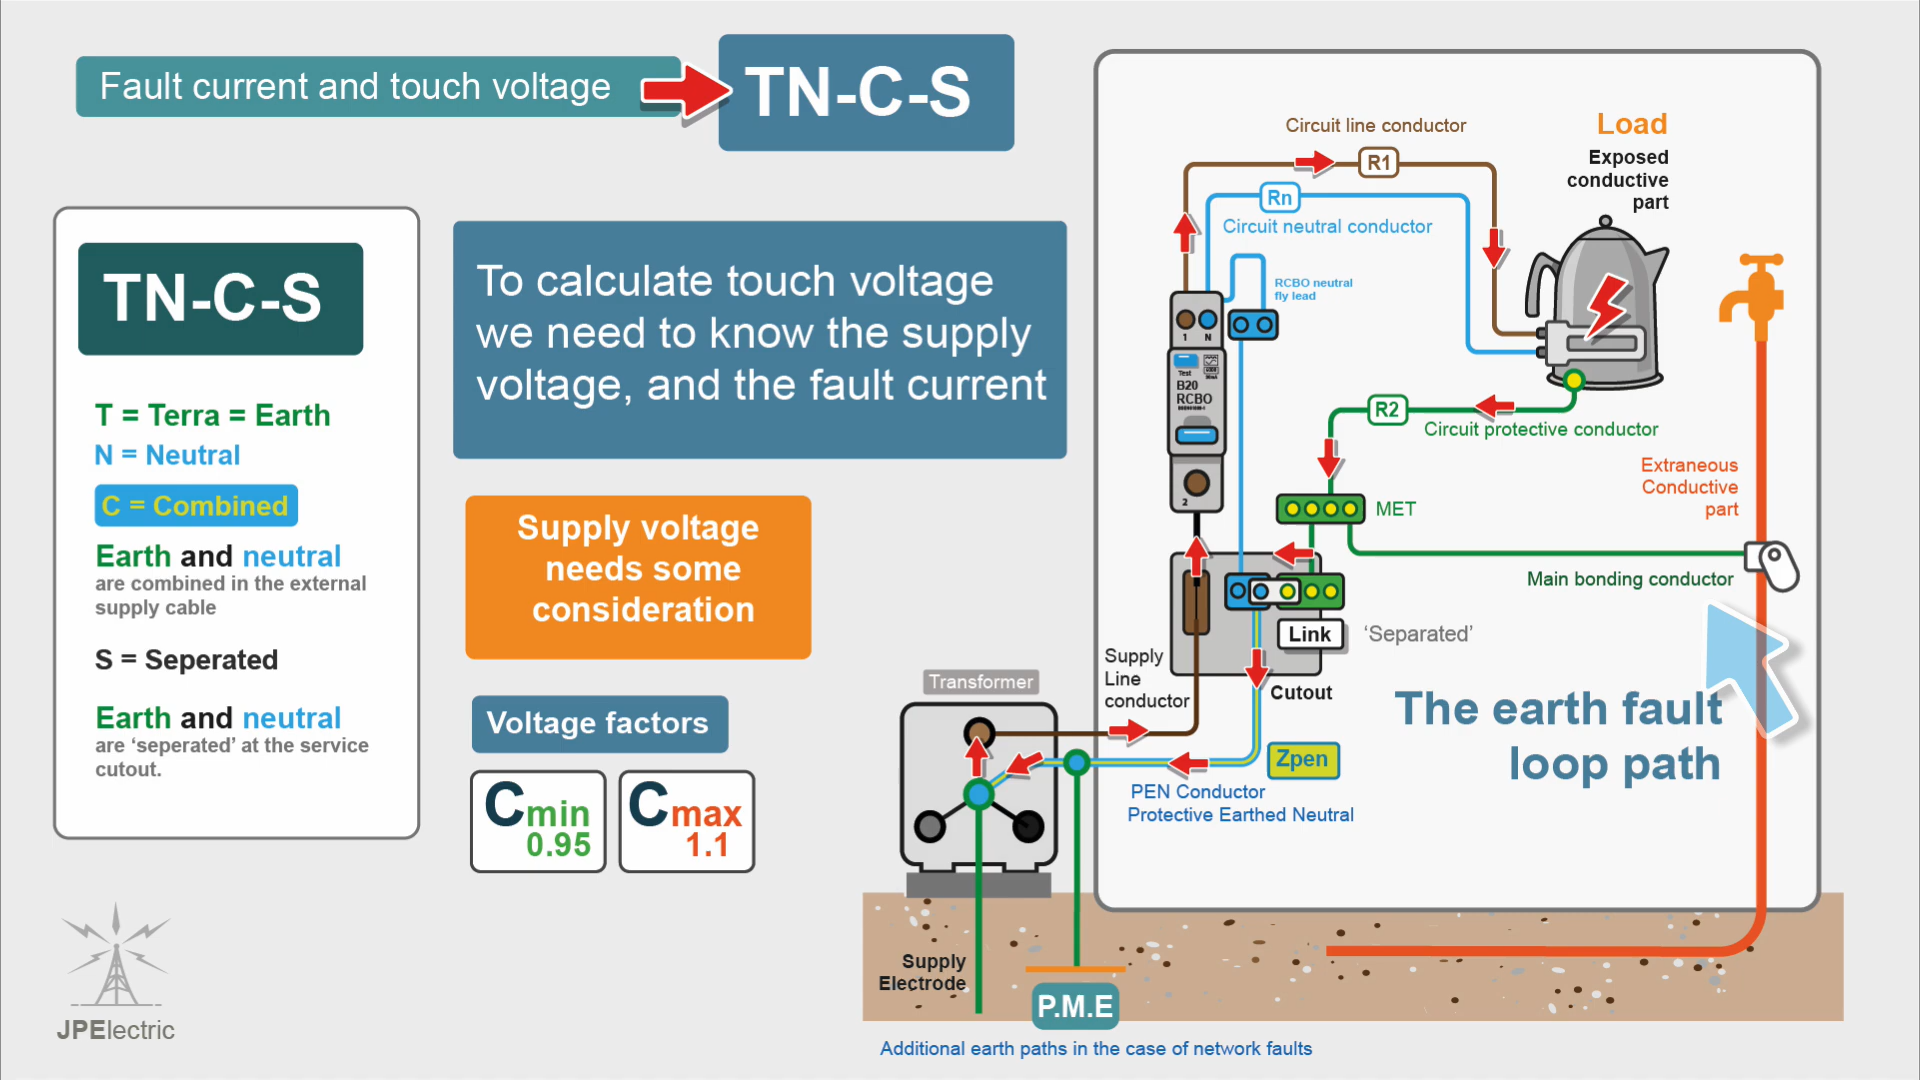 Fault current and touch voltage
TN-C-S
TN-C-S
T = Terra = Earth
N = Neutral
C = Combined
Earth and neutral
are combined in the external
supply cable
S = Seperated
Earth and neutral
are ‘seperated’ at the service
cutout.
JPElectric
To calculate touch voltage
we need to know the supply
voltage, and the fault current
Supply voltage
needs some
consideration
Voltage factors
Cmin
0.95
Cmax
1.1
Circuit line conductor
R1
Load
Exposed
conductive
part
Rn
Circuit neutral conductor
RCBO neutral
fly lead
1 N
Test
B20
RCBO
2
R2
Circuit protective conductor
Extraneous
Conductive
part
MET
Main bonding conductor
Link
‘Separated’
Supply
Line
conductor
Cutout
The earth fault
loop path
Transformer
Zpen
PEN Conductor
Protective Earthed Neutral
Supply
Electrode
P.M.E
Additional earth paths in the case of network faults